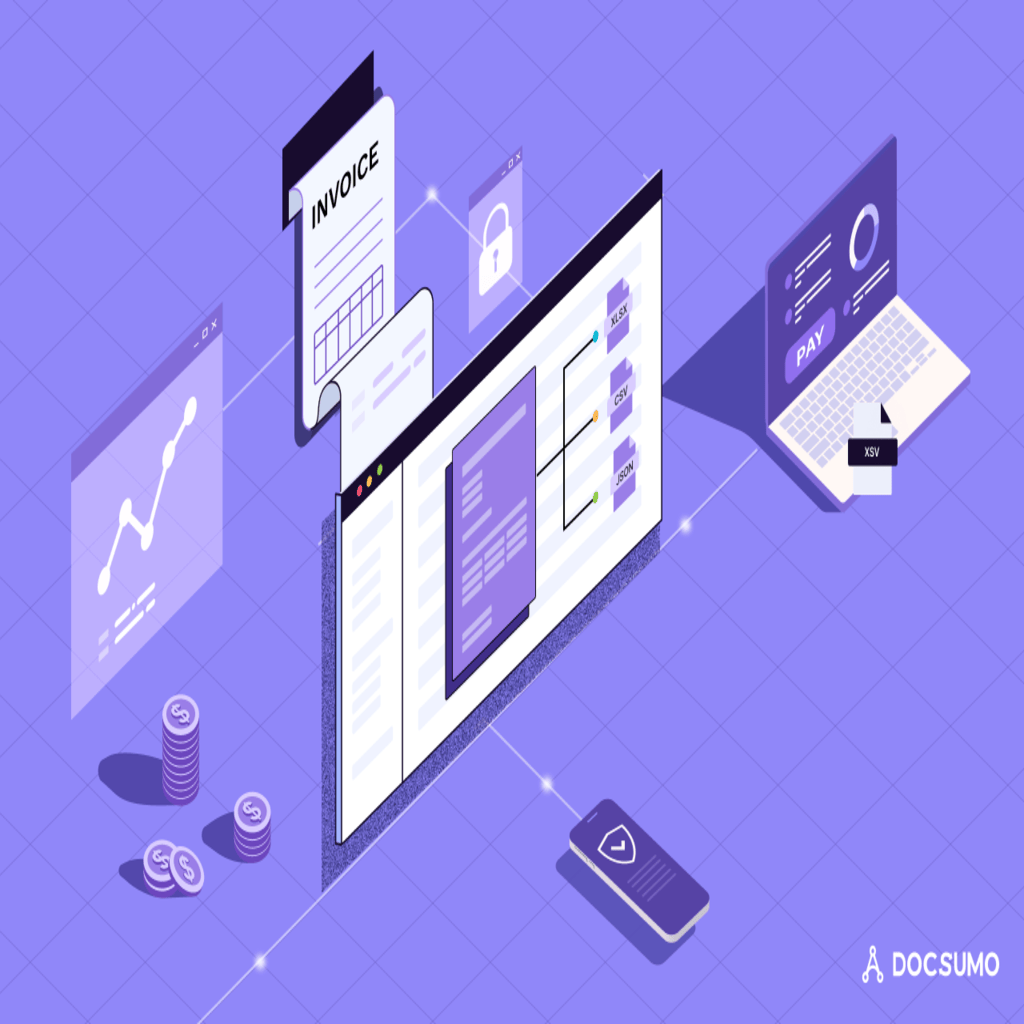 INVOICE
XLSX
CSV
JSON
PAY
XSV
$
$
$
$
DOCSUMO